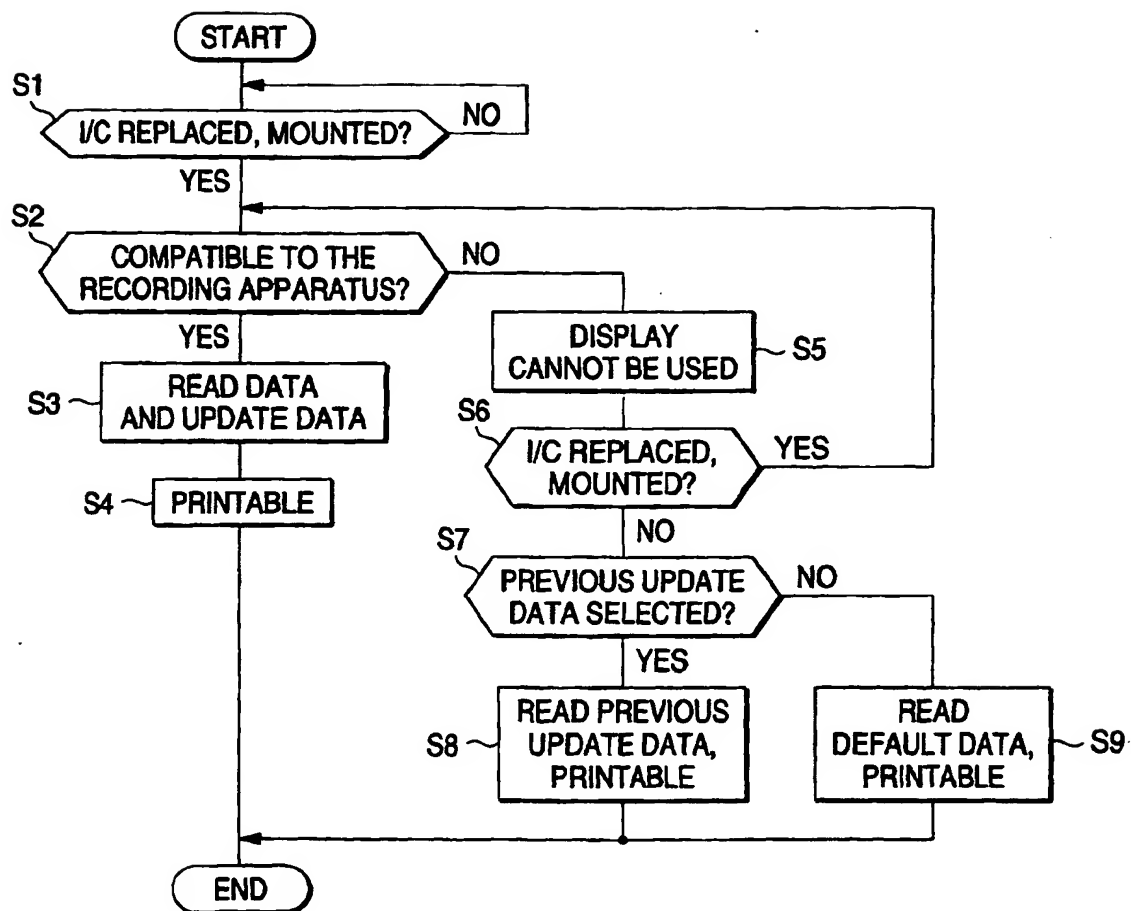 START
S1
I/C REPLACED, MOUNTED?
NO
YES
S2
COMPATIBLE TO THE
RECORDING APPARATUS?
NO
YES
S3
READ DATA
AND UPDATE DATA
S4
PRINTABLE
DISPLAY
CANNOT BE USED
S5
S6
I/C REPLACED,
MOUNTED?
YES
NO
S7
PREVIOUS UPDATE
DATA SELECTED?
NO
YES
S8
READ PREVIOUS
UPDATE DATA,
PRINTABLE
READ
DEFAULT DATA,
PRINTABLE
S9
END